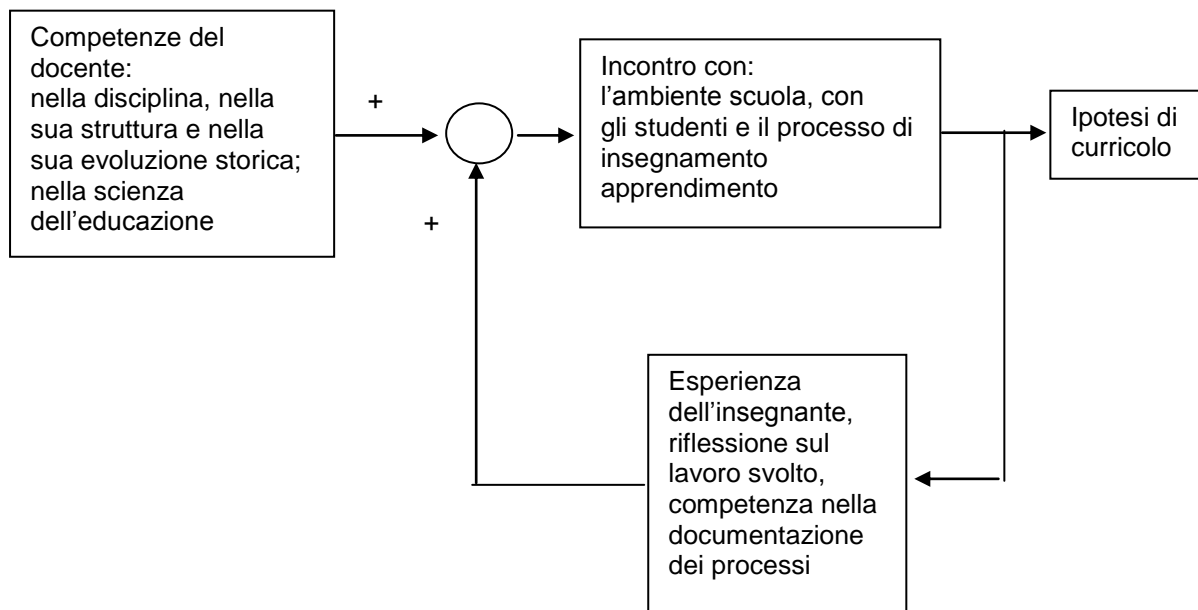 Competenze del
docente:
nella disciplina, nella
sua struttura e nella
sua evoluzione storica;
nella scienza
dell'educazione
+
+
Incontro con:
l'ambiente scuola, con
gli studenti e il processo di
insegnamento
apprendimento
Ipotesi di
curricolo
Esperienza
dell'insegnante,
riflessione sul
lavoro svolto,
competenza nella
documentazione
dei processi